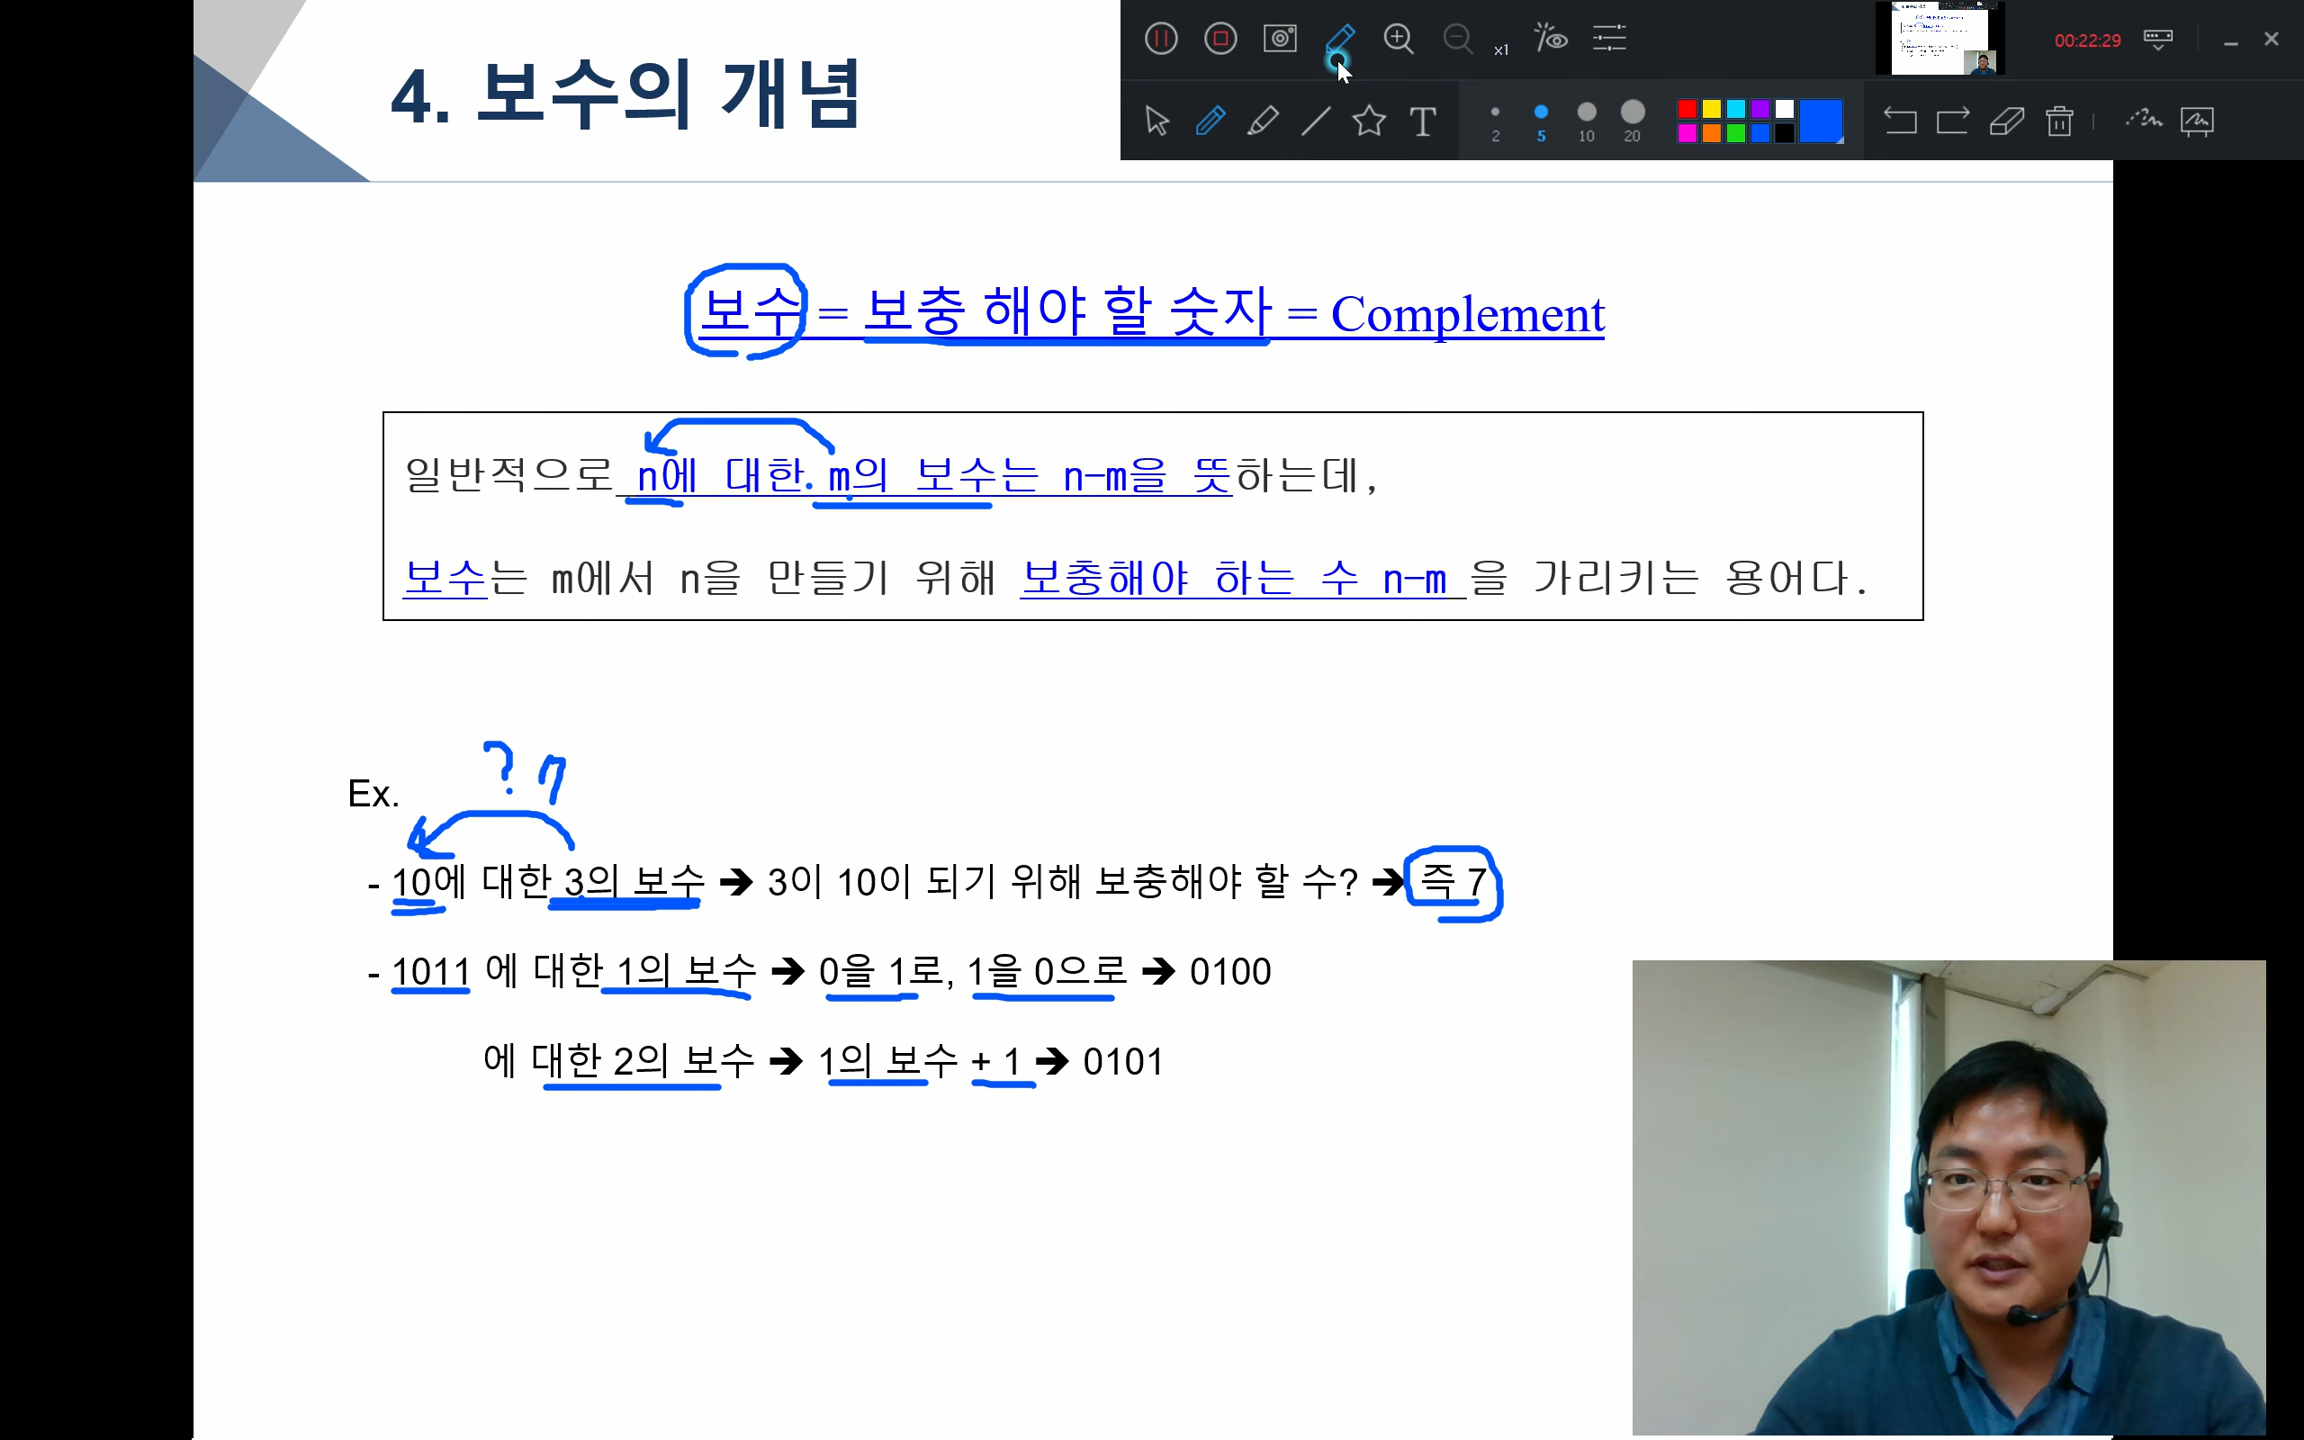 4. 보수의 개념
x1
00:22:29
T
2 5 10 20
보수 = 보충 해야 할 숫자 = Complement
일반적으로 n에 대한 m의 보수는 n-m을 뜻하는데,
보수는 m에서 n을 만들기 위해 보충해야 하는 수 n-m 을 가리키는 용어다.
? 7
Ex.
- 10에 대한 3의 보수 ➔ 3이 10이 되기 위해 보충해야 할 수? ➔ 즉 7
- 1011 에 대한 1의 보수 ➔ 0을 1로, 1을 0으로 ➔ 0100
에 대한 2의 보수 ➔ 1의 보수 + 1 ➔ 0101